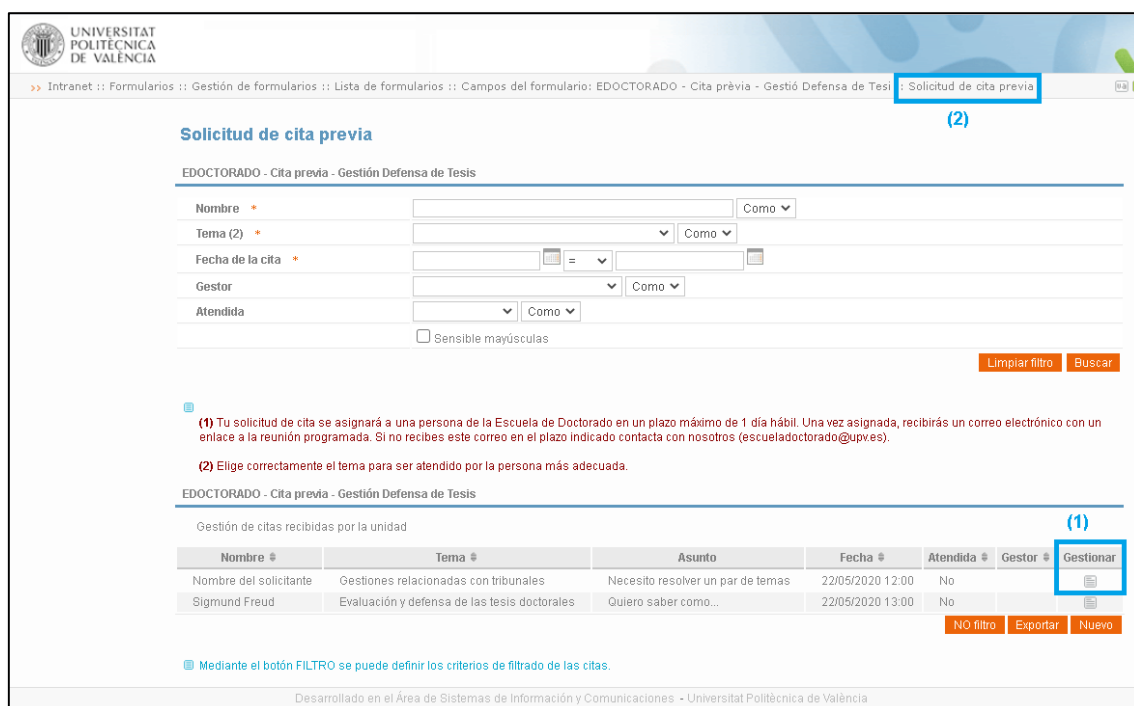 UNIVERSITAT
POLITÈCNICA
DE VALÈNCIA
>> Intranet :: Formularios :: Gestión de formularios :: Lista de formularios :: Campos del formulario: EDOCTORADO - Cita prèvia - Gestió Defensa de Tesi :: Solicitud de cita previa
(2)
Solicitud de cita previa
EDOCTORADO - Cita previa - Gestión Defensa de Tesis
Nombre * Como
Tema (2) * Como
Fecha de la cita * =
Gestor Como
Atendida Como
Sensible mayúsculas
Limpiar filtro Buscar
(1) Tu solicitud de cita se asignará a una persona de la Escuela de Doctorado en un plazo máximo de 1 día hábil. Una vez asignada, recibirás un correo electrónico con un
enlace a la reunión programada. Si no recibes este correo en el plazo indicado contacta con nosotros (escueladoctorado@upv.es).
(2) Elige correctamente el tema para ser atendido por la persona más adecuada.
EDOCTORADO - Cita previa - Gestión Defensa de Tesis
Gestión de citas recibidas por la unidad
(1)
Nombre Tema Asunto Fecha Atendida Gestor Gestionar
Nombre del solicitante Gestiones relacionadas con tribunales Necesito resolver un par de temas 22/05/2020 12:00 No
Sigmund Freud Evaluación y defensa de las tesis doctorales Quiero saber como... 22/05/2020 13:00 No
NO filtro Exportar Nuevo
Mediante el botón FILTRO se puede definir los criterios de filtrado de las citas.
Desarrollado en el Área de Sistemas de Información y Comunicaciones - Universitat Politècnica de València